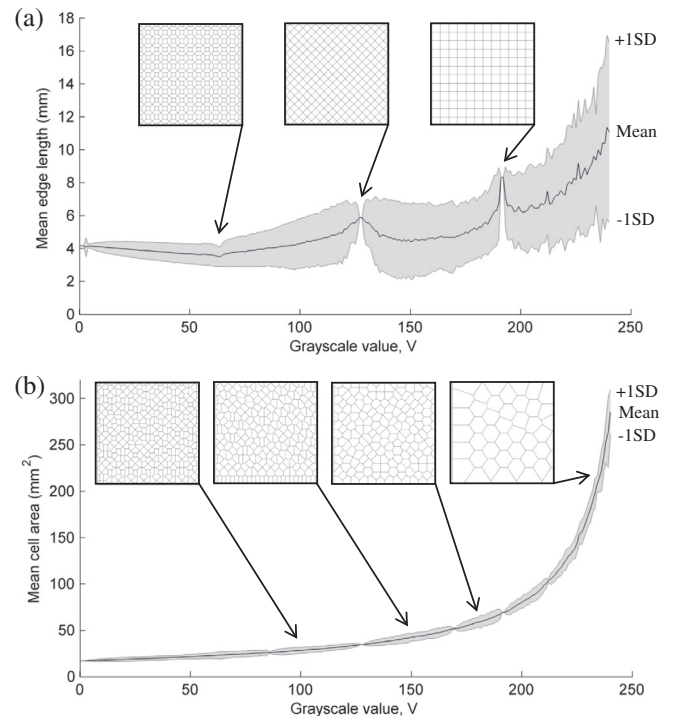 (a)
18
16
14
12
10
8
6
4
2
0
Mean edge length (mm)
+1SD
Mean
-1SD
0 50 100 150 200 250
Grayscale value, V
(b)
300
250
200
150
100
50
0
Mean cell area (mm²)
+1SD
Mean
-1SD
0 50 100 150 200 250
Grayscale value, V